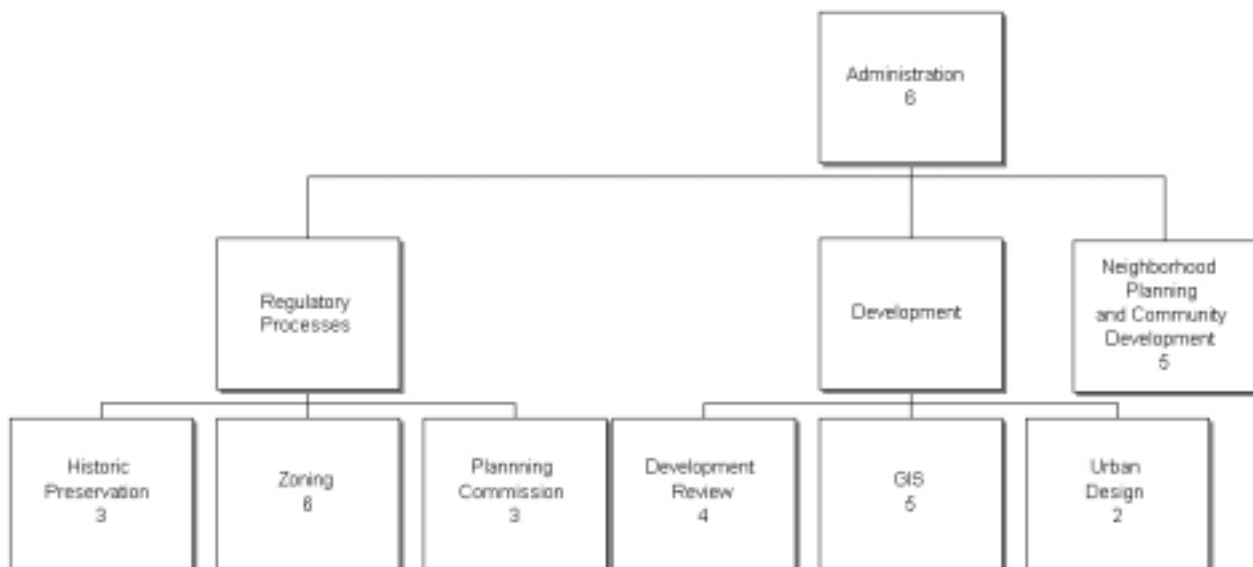 Administration
6
Regulatory
Processes
Development
Neighborhood
Planning
and Community
Development
5
Historic
Preservation
3
Zoning
6
Plannning
Commission
3
Development
Review
4
GIS
5
Urban
Design
2